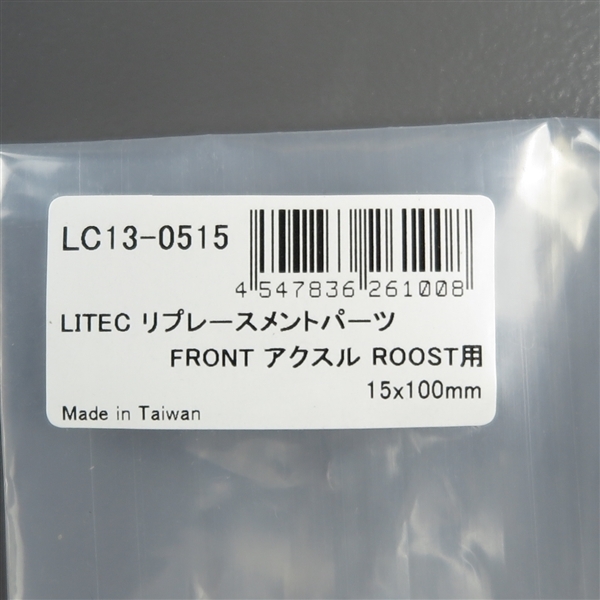 LC13-0515
4 547836 261008
LITEC リプレースメントパーツ
FRONT アクスル ROOST用
15x100mm
Made in Taiwan